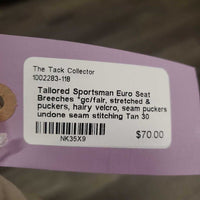 The Tack Collector
1002283-118
Tailored Sportsman Euro Seat
Breeches *gc/fair, stretched &
puckers, hairy velcro, seam puckers
undone seam stitching Tan 30
NK35X9
$70.00